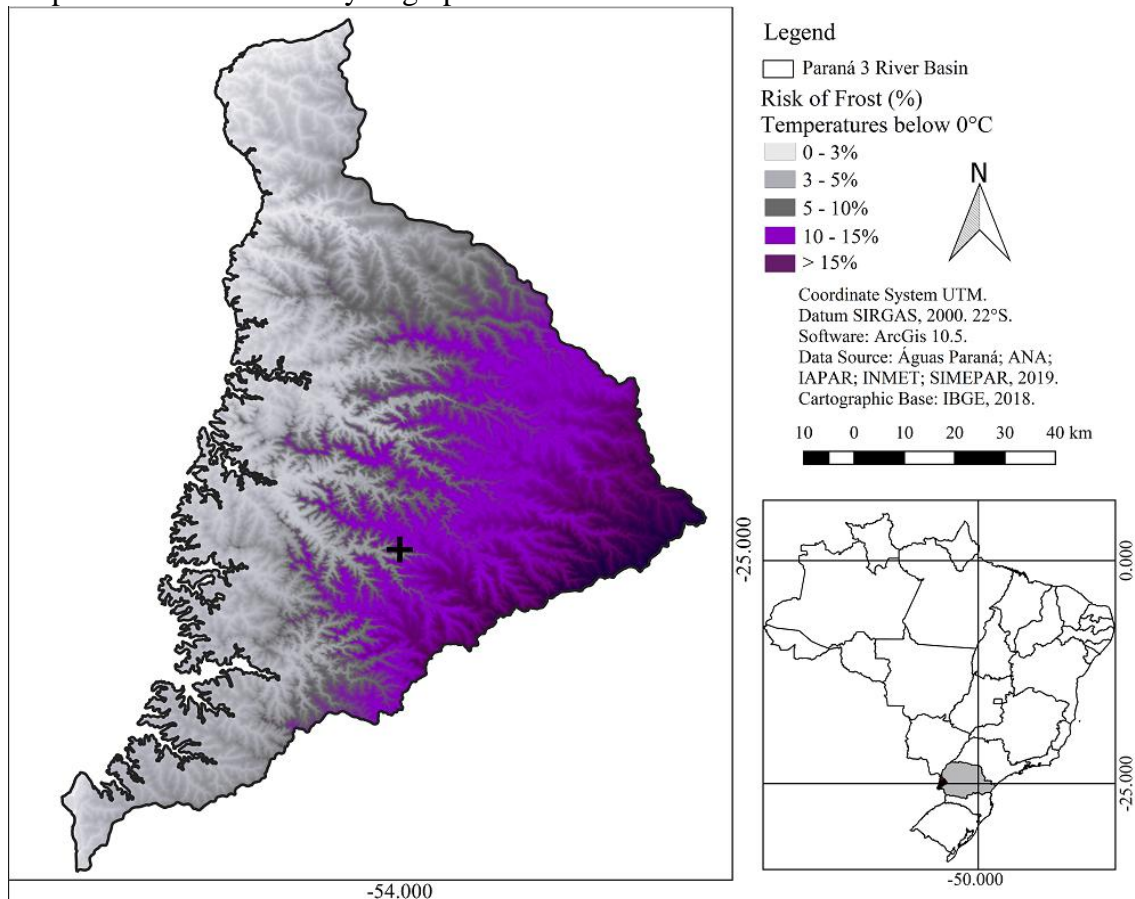 Legend
Paraná 3 River Basin
Risk of Frost (%)
Temperatures below 0°C
0 - 3%
3 - 5%
5 - 10%
10 - 15%
> 15%
N
Coordinate System UTM.
Datum SIRGAS, 2000. 22°S.
Software: ArcGis 10.5.
Data Source: Águas Paraná; ANA;
IAPAR; INMET; SIMEPAR, 2019.
Cartographic Base: IBGE, 2018.
10 0 10 20 30 40 km
-25.000
-54.000
0.000
-25.000
-50.000